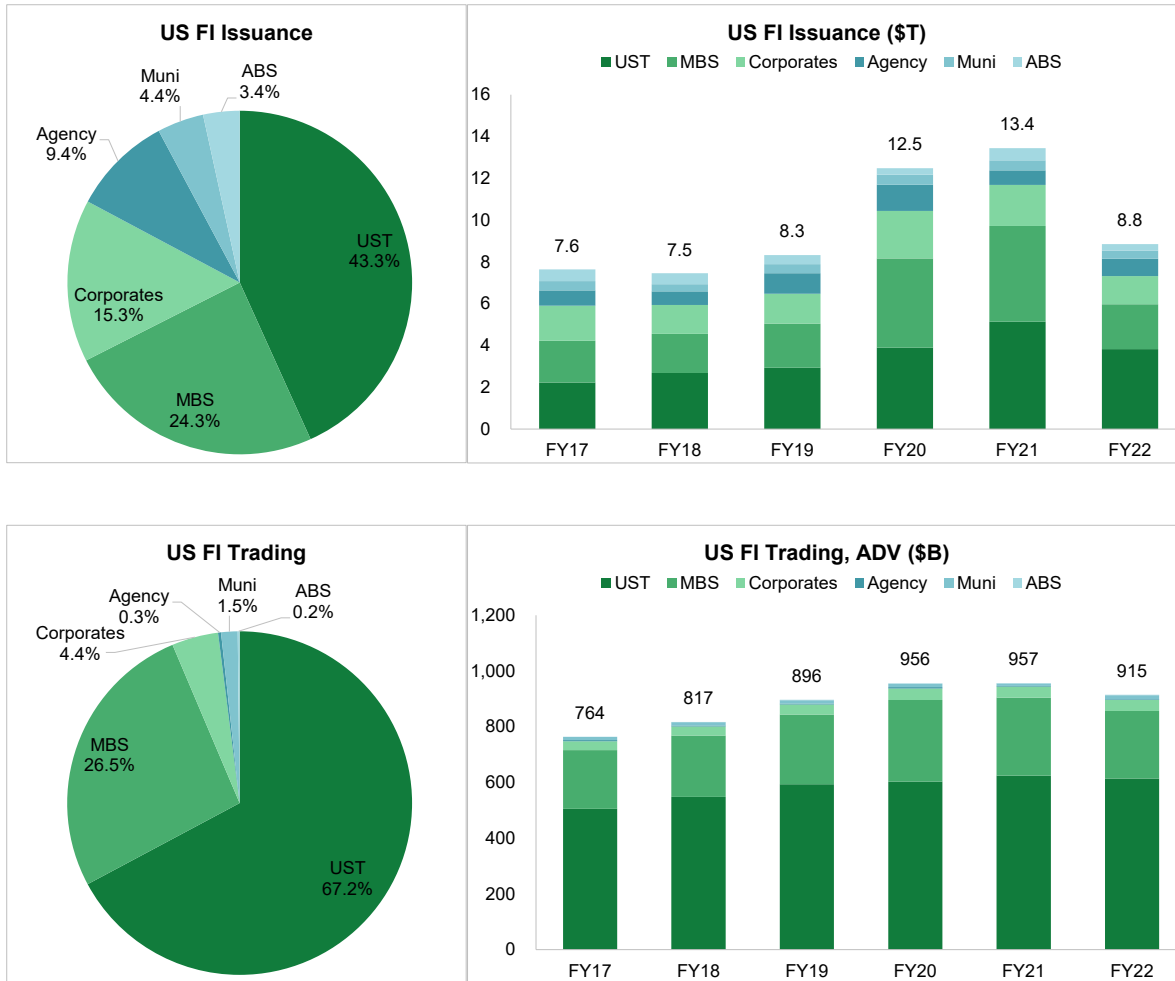 US FI Issuance
ABS
3.4%
Muni
4.4%
Agency
9.4%
UST
43.3%
Corporates
15.3%
MBS
24.3%
US FI Issuance ($T)
UST MBS Corporates Agency Muni ABS
16
14
12
10
8
6
4
2
0
7.6
7.5
8.3
12.5
13.4
8.8
FY17 FY18 FY19 FY20 FY21 FY22
US FI Trading
Muni
1.5%
ABS
0.2%
Agency
0.3%
Corporates
4.4%
MBS
26.5%
UST
67.2%
US FI Trading, ADV ($B)
UST MBS Corporates Agency Muni ABS
1,200
1,000
800
600
400
200
0
764
817
896
956
957
915
FY17 FY18 FY19 FY20 FY21 FY22